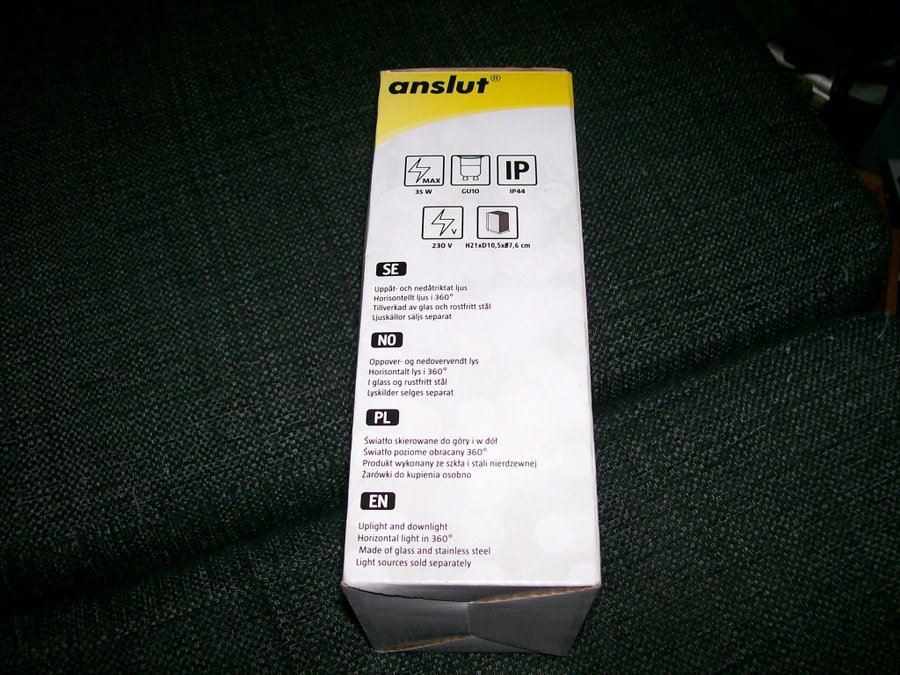 anslut®
MAX IP
35 W GU10 IP44
V
230 V H21xD10,5xØ7,6 cm
SE
Uppåt- och nedåtriktat ljus
Horisontellt ljus i 360°
Tillverkad av glas och rostfritt stål
Ljuskällor säljs separat
NO
Oppover- og nedovervendt lys
Horisontalt lys i 360°
I glass og rustfritt stål
Lyskilder selges separat
PL
Światło skierowane do góry i w dół
Światło poziome obracany 360°
Produkt wykonany ze szkła i stali nierdzewnej
Żarówki do kupienia osobno
EN
Uplight and downlight
Horizontal light in 360°
Made of glass and stainless steel
Light sources sold separately